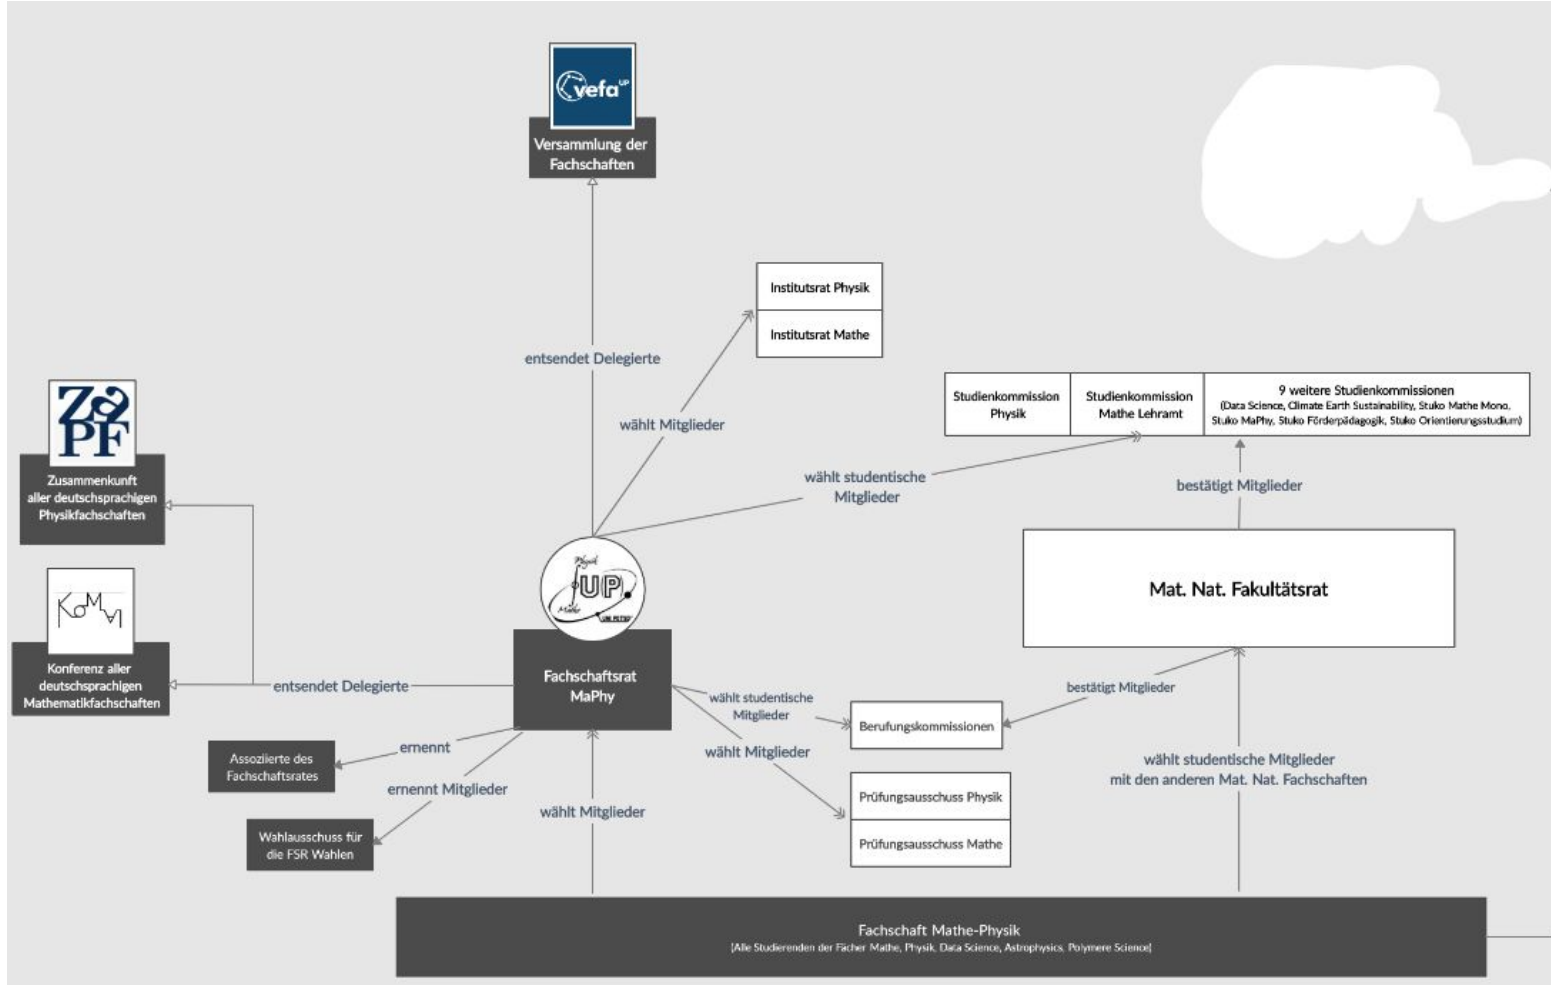 vefa UP
Versammlung der
Fachschaften
Institutsrat Physik
Institutsrat Mathe
entsendet Delegierte
wählt Mitglieder
Studienkommission
Physik
Studienkommission
Mathe Lehramt
9 weitere Studienkommissionen
(Data Science, Climate Earth Sustainability, Stuko Mathe Mono,
Stuko MaPhy, Stuko Förderpädagogik, Stuko Orientierungsstudium)
wählt studentische
Mitglieder
bestätigt Mitglieder
ZaPF
Zusammenkunft
aller deutschsprachigen
Physikfachschaften
KoMa
Konferenz aller
deutschsprachigen
Mathematikfachschaften
entsendet Delegierte
Physik
UP
Mathe
Fachschaftsrat
MaPhy
Mat. Nat. Fakultätsrat
wählt studentische
Mitglieder
bestätigt Mitglieder
Berufungskommissionen
ernennt
Assoziierte des
Fachschaftsrates
ernennt Mitglieder
wählt Mitglieder
wählt studentische Mitglieder
mit den anderen Mat. Nat. Fachschaften
Prüfungsausschuss Physik
Prüfungsausschuss Mathe
wählt Mitglieder
Wahlausschuss für
die FSR Wahlen
Fachschaft Mathe-Physik
(Alle Studierenden der Fächer Mathe, Physik, Data Science, Astrophysics, Polymere Science)